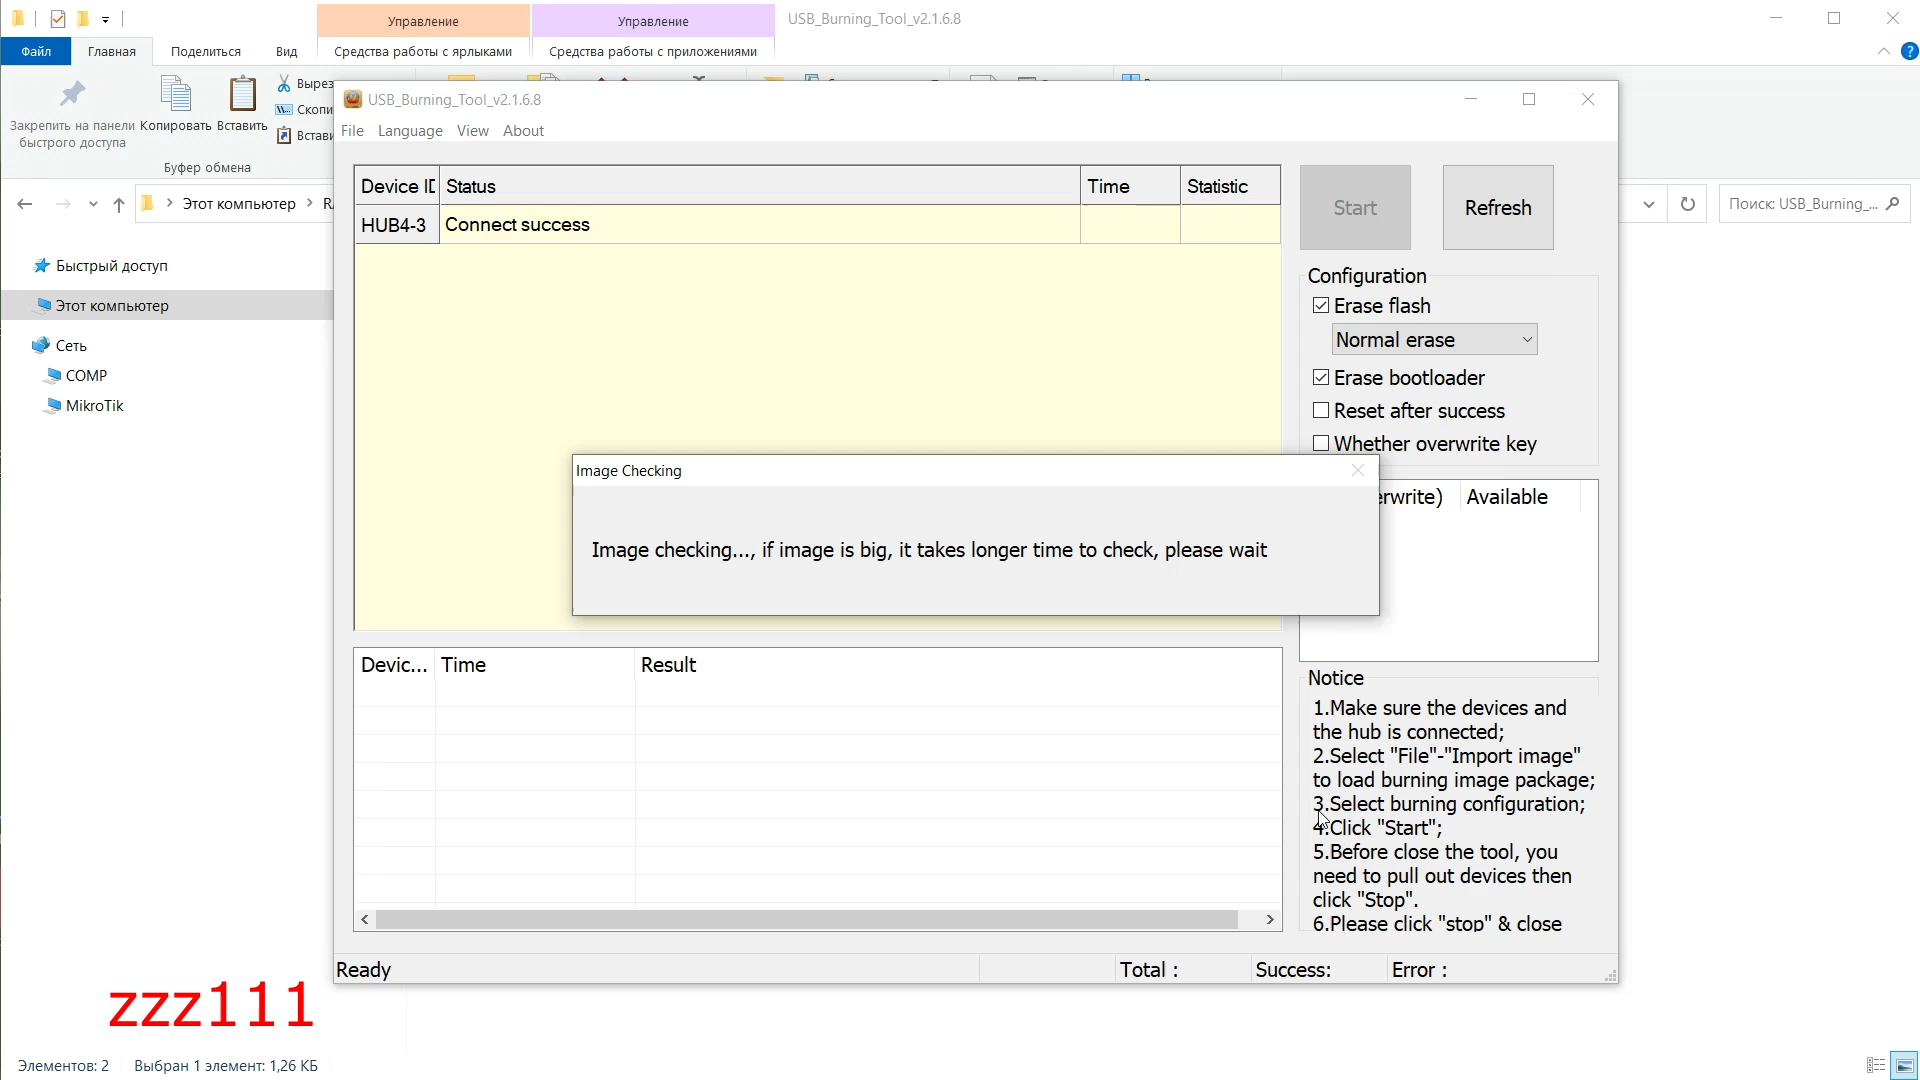 Управление
Управление
USB_Burning_Tool_v2.1.6.8
Файл
Главная
Поделиться
Вид
Средства работы с ярлыками
Средства работы с приложениями
Закрепить на панели
быстрого доступа
Копировать
Вставить
Буфер обмена
Этот компьютер
Поиск: USB_Burning_...
Быстрый доступ
Этот компьютер
Сеть
COMP
MikroTik
USB_Burning_Tool_v2.1.6.8
File Language View About
Device ID Status Time Statistic
HUB4-3 Connect success
Start
Refresh
Configuration
Erase flash
Normal erase
Erase bootloader
Reset after success
Whether overwrite key
erwrite) Available
Image Checking
Image checking..., if image is big, it takes longer time to check, please wait
Devic... Time Result
Notice
1.Make sure the devices and
the hub is connected;
2.Select "File"-"Import image"
to load burning image package;
3.Select burning configuration;
4.Click "Start";
5.Before close the tool, you
need to pull out devices then
click "Stop".
6.Please click "stop" & close
Ready Total : Success: Error :
zzz111
Элементов: 2 Выбран 1 элемент: 1,26 КБ